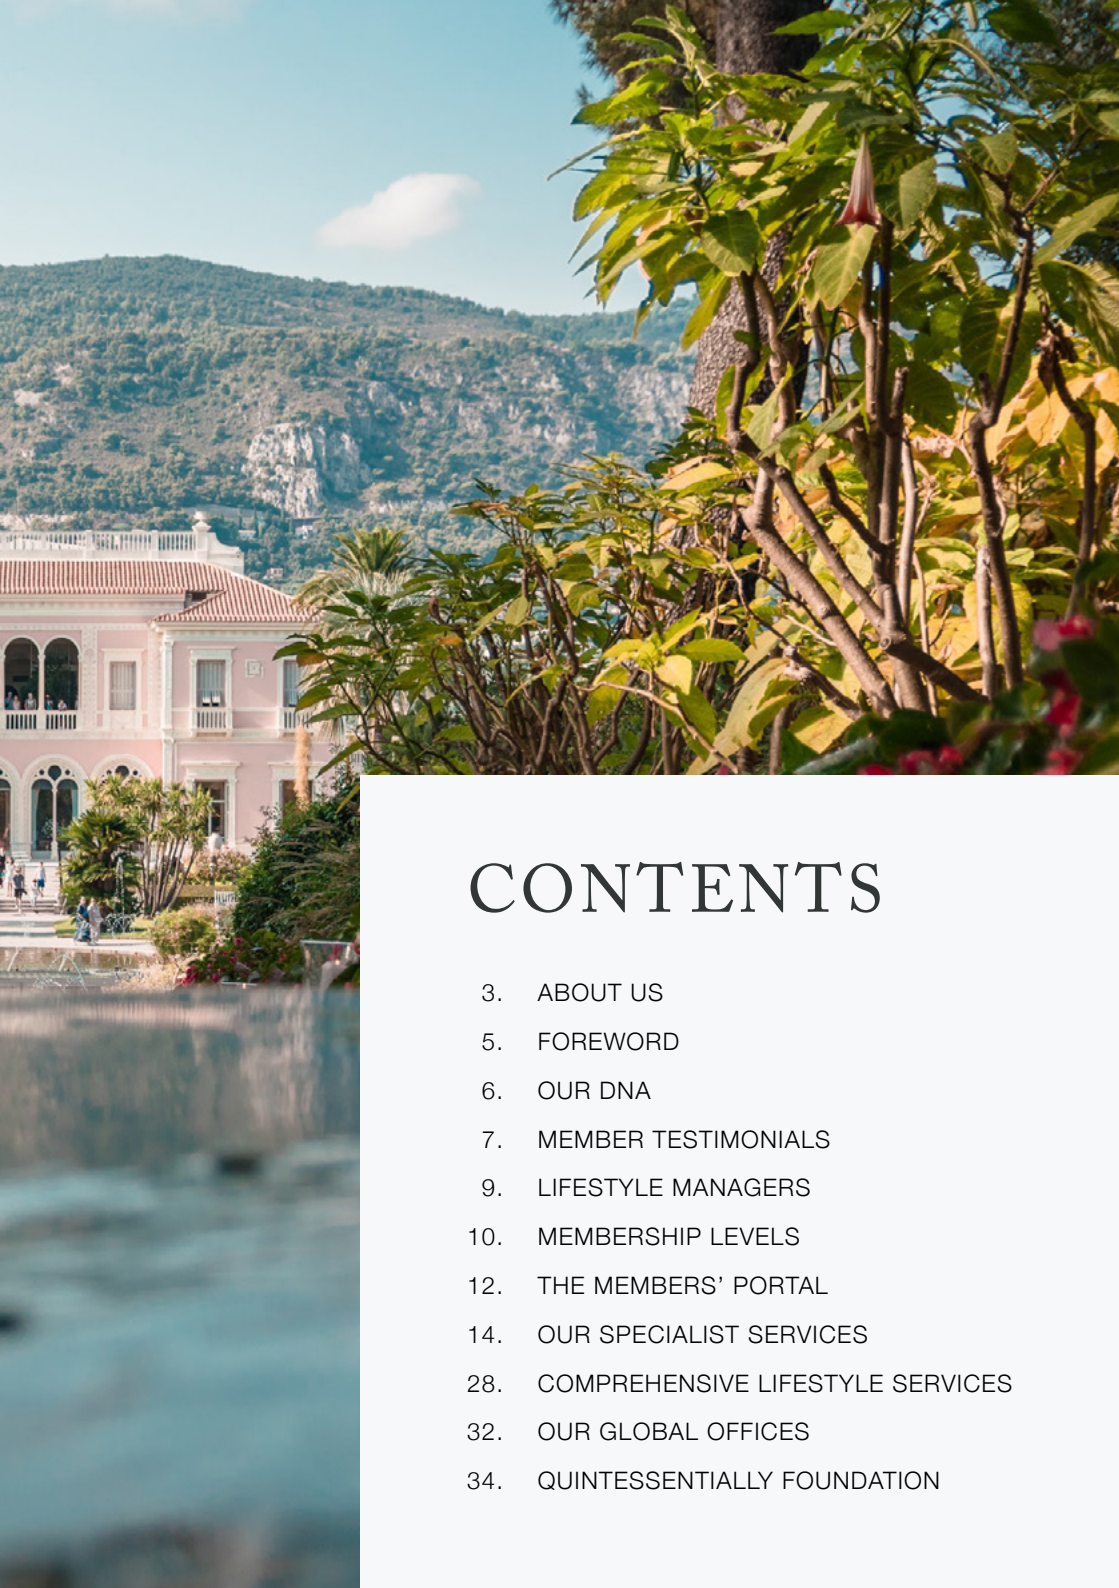 CONTENTS
3. ABOUT US
5. FOREWORD
6. OUR DNA
7. MEMBER TESTIMONIALS
9. LIFESTYLE MANAGERS
10. MEMBERSHIP LEVELS
12. THE MEMBERS’ PORTAL
14. OUR SPECIALIST SERVICES
28. COMPREHENSIVE LIFESTYLE SERVICES
32. OUR GLOBAL OFFICES
34. QUINTESSENTIALLY FOUNDATION